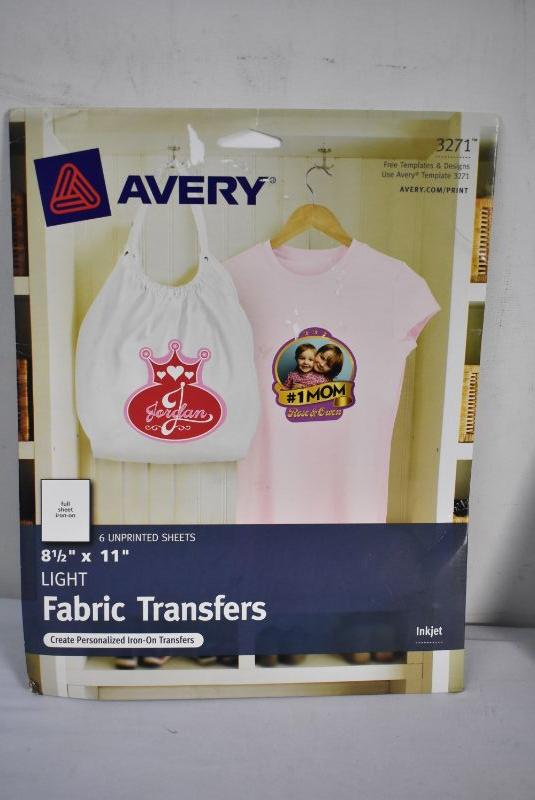 3271™
Free Templates & Designs
Use Avery® Template 3271
AVERY.COM/PRINT
AVERY®
Jordan
J
#1 MOM
Rose & Owen
full
sheet
iron-on
6 UNPRINTED SHEETS
8½" x 11"
LIGHT
Fabric Transfers
Create Personalized Iron-On Transfers
Inkjet